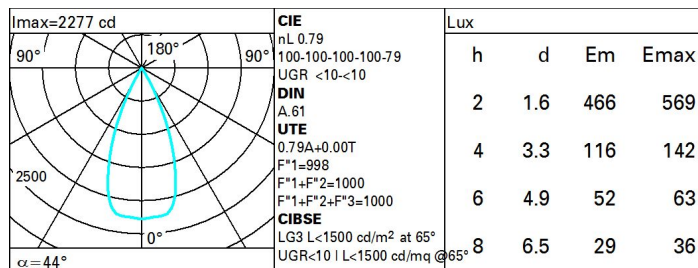 Imax=2277 cd
90°
180°
90°
2500
0°
α=44°
CIE
nL 0.79
100-100-100-100-79
UGR <10-<10
DIN
A.61
UTE
0.79A+0.00T
F"1=998
F"1+F"2=1000
F"1+F"2+F"3=1000
CIBSE
LG3 L<1500 cd/m² at 65°
UGR<10 | L<1500 cd/mq @65°
Lux
h d Em Emax
2 1.6 466 569
4 3.3 116 142
6 4.9 52 63
8 6.5 29 36